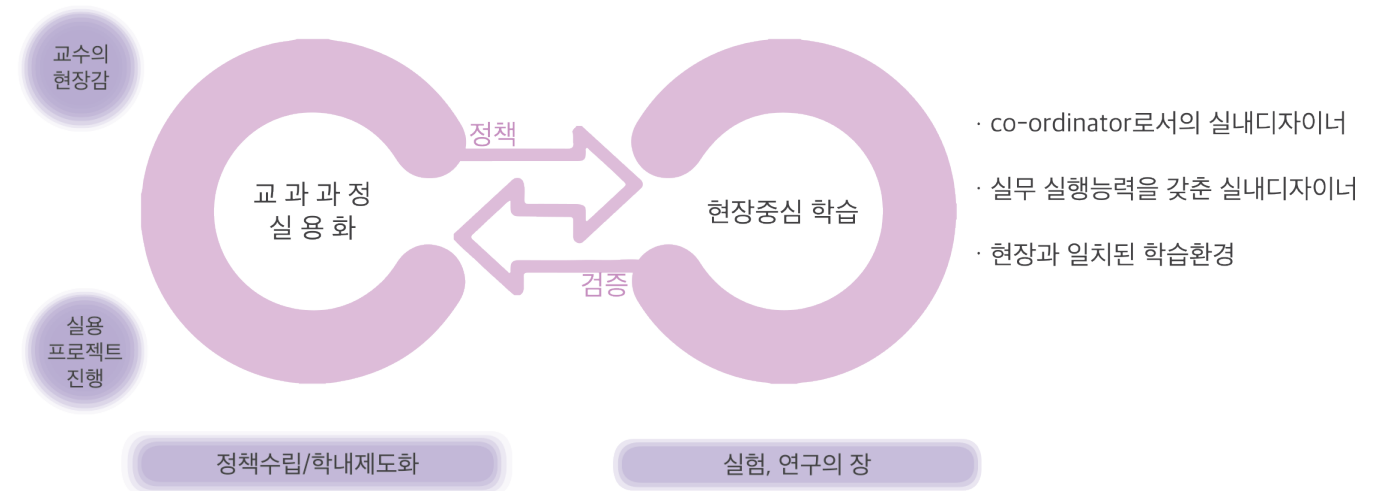 교수의
현장감
정책
교 과 과 정
실 용 화
현장중심 학습
검증
실용
프로젝트
진행
· co-ordinator로서의 실내디자이너
· 실무 실행능력을 갖춘 실내디자이너
· 현장과 일치된 학습환경
정책수립/학내제도화
실험, 연구의 장